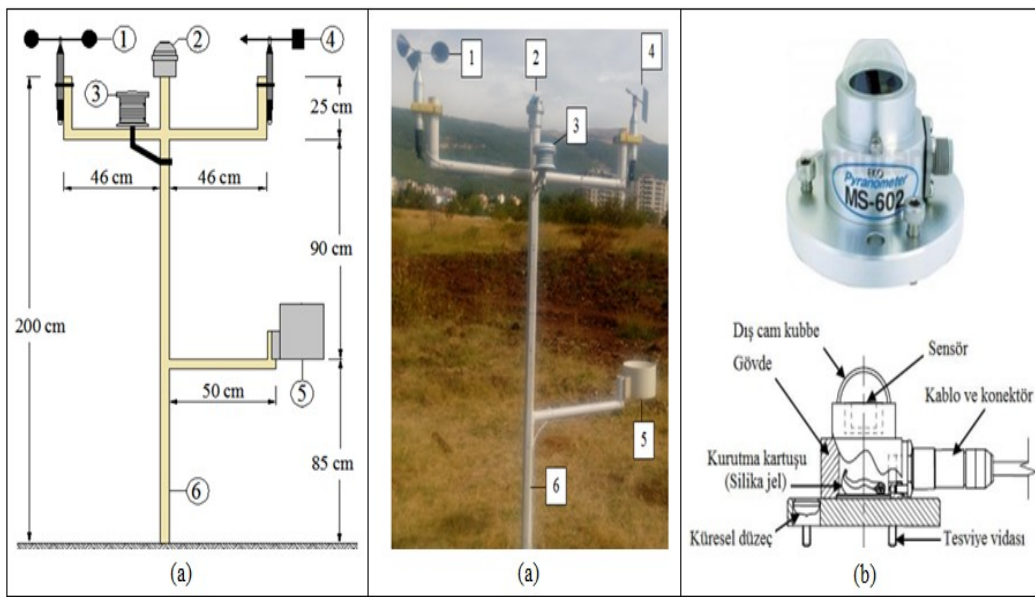 1
2
4
3
25 cm
46 cm
46 cm
90 cm
200 cm
50 cm
5
85 cm
6
(a)
1
2
4
3
5
6
(a)
EKO
Pyranometer
MS-602
Dış cam kubbe
Gövde
Sensör
Kablo ve konektör
Kurutma kartuşu
(Silika jel)
Küresel düzeç
Tesviye vidası
(b)